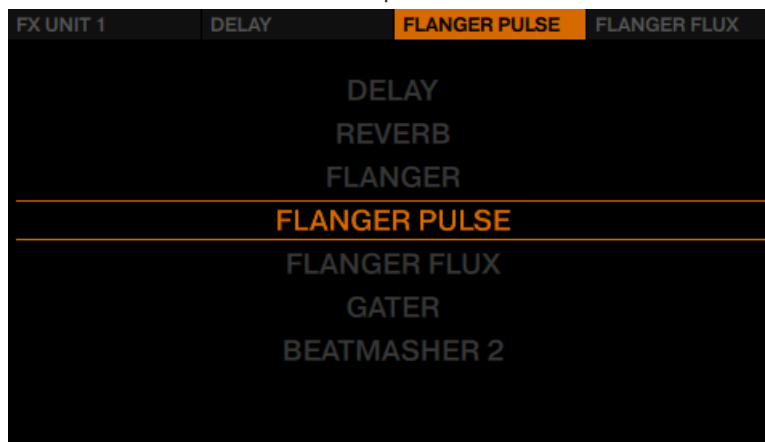 FX UNIT 1 DELAY FLANGER PULSE FLANGER FLUX
DELAY
REVERB
FLANGER
FLANGER PULSE
FLANGER FLUX
GATER
BEATMASHER 2